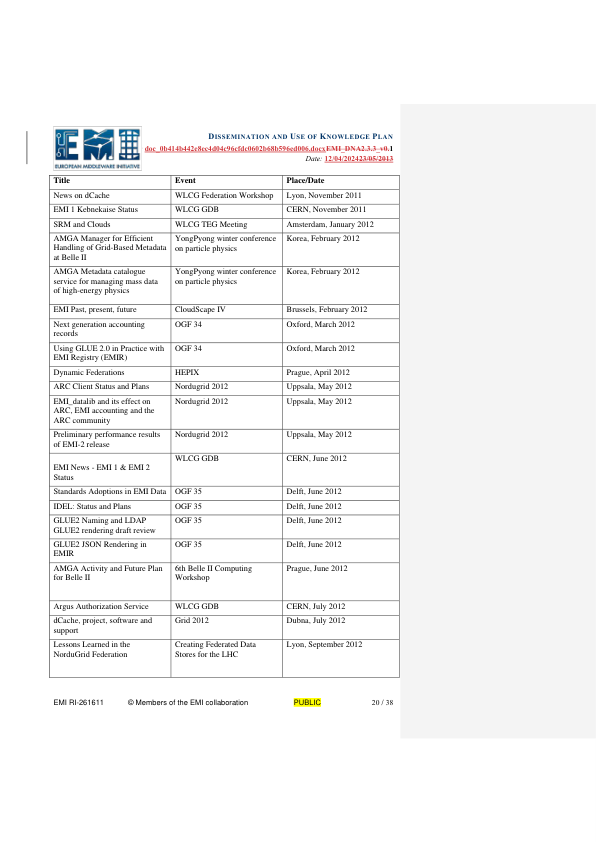 EMI
EUROPEAN MIDDLEWARE INITIATIVE
DISSEMINATION AND USE OF KNOWLEDGE PLAN
doc_0b414b442c8cc4d04c96cfdc0602b68b596ed006.docxEMI_DNA2.3.3_v0.1
Date: 12/04/202423/05/2013
Title Event Place/Date
News on dCache WLCG Federation Workshop Lyon, November 2011
EMI 1 Kebnekaise Status WLCG GDB CERN, November 2011
SRM and Clouds WLCG TEG Meeting Amsterdam, January 2012
AMGA Manager for Efficient YongPyong winter conference Korea, February 2012
Handling of Grid-Based Metadata on particle physics
at Belle II
AMGA Metadata catalogue YongPyong winter conference Korea, February 2012
service for managing mass data on particle physics
of high-energy physics
EMI Past, present, future CloudScape IV Brussels, February 2012
Next generation accounting OGF 34 Oxford, March 2012
records
Using GLUE 2.0 in Practice with OGF 34 Oxford, March 2012
EMI Registry (EMIR)
Dynamic Federations HEPIX Prague, April 2012
ARC Client Status and Plans Nordugrid 2012 Uppsala, May 2012
EMI_datalib and its effect on Nordugrid 2012 Uppsala, May 2012
ARC, EMI accounting and the
ARC community
Preliminary performance results Nordugrid 2012 Uppsala, May 2012
of EMI-2 release
WLCG GDB CERN, June 2012
EMI News - EMI 1 & EMI 2
Status
Standards Adoptions in EMI Data OGF 35 Delft, June 2012
IDEL: Status and Plans OGF 35 Delft, June 2012
GLUE2 Naming and LDAP OGF 35 Delft, June 2012
GLUE2 rendering draft review
GLUE2 JSON Rendering in OGF 35 Delft, June 2012
EMIR
AMGA Activity and Future Plan 6th Belle II Computing Prague, June 2012
for Belle II Workshop
Argus Authorization Service WLCG GDB CERN, July 2012
dCache, project, software and Grid 2012 Dubna, July 2012
support
Lessons Learned in the Creating Federated Data Lyon, September 2012
NorduGrid Federation Stores for the LHC
EMI RI-261611 © Members of the EMI collaboration PUBLIC 20 / 38